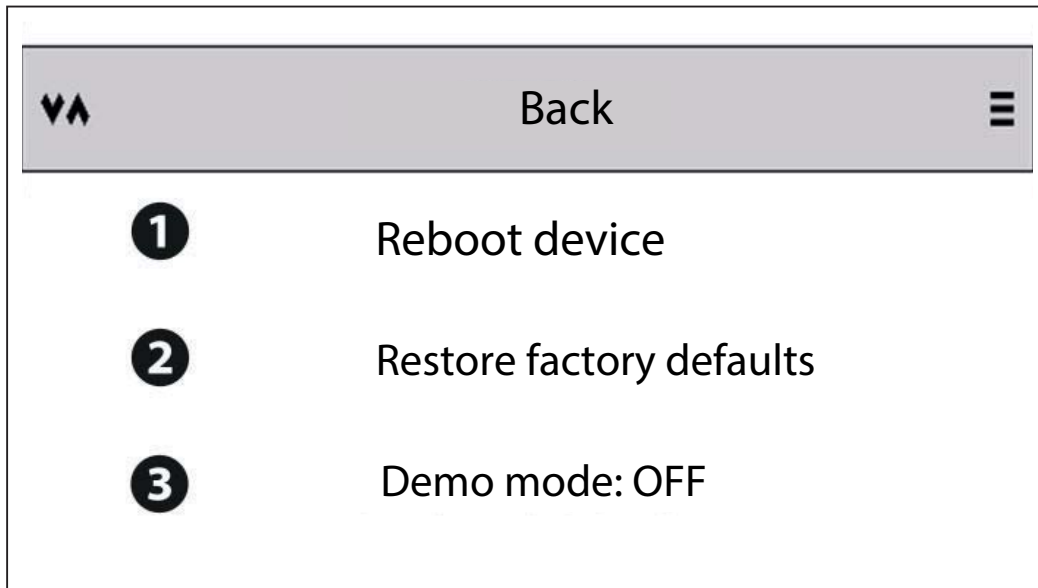 Back
1 Reboot device
2 Restore factory defaults
3 Demo mode: OFF